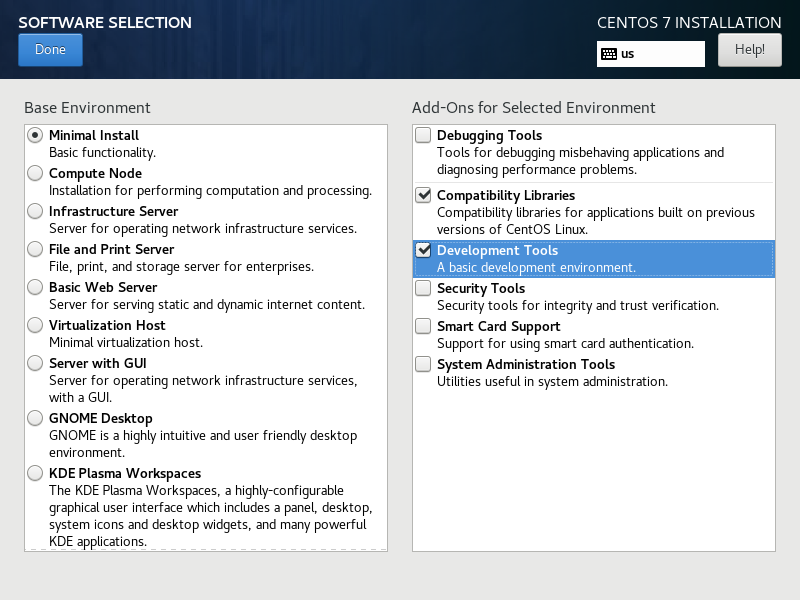 SOFTWARE SELECTION
CENTOS 7 INSTALLATION
Done
us
Help!
Base Environment
Minimal Install
Basic functionality.
Compute Node
Installation for performing computation and processing.
Infrastructure Server
Server for operating network infrastructure services.
File and Print Server
File, print, and storage server for enterprises.
Basic Web Server
Server for serving static and dynamic internet content.
Virtualization Host
Minimal virtualization host.
Server with GUI
Server for operating network infrastructure services,
with a GUI.
GNOME Desktop
GNOME is a highly intuitive and user friendly desktop
environment.
KDE Plasma Workspaces
The KDE Plasma Workspaces, a highly-configurable
graphical user interface which includes a panel, desktop,
system icons and desktop widgets, and many powerful
KDE applications.
Add-Ons for Selected Environment
Debugging Tools
Tools for debugging misbehaving applications and
diagnosing performance problems.
Compatibility Libraries
Compatibility libraries for applications built on previous
versions of CentOS Linux.
Development Tools
A basic development environment.
Security Tools
Security tools for integrity and trust verification.
Smart Card Support
Support for using smart card authentication.
System Administration Tools
Utilities useful in system administration.